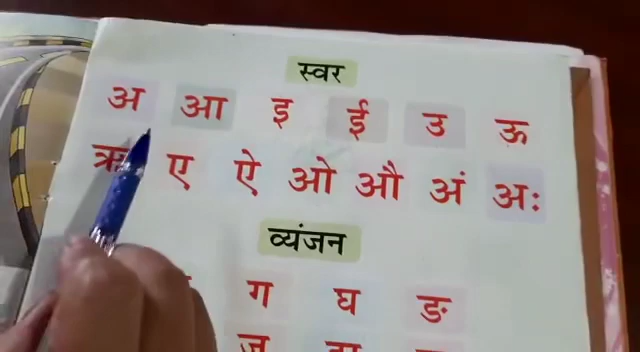 स्वर
अ आ इ ई उ ऊ
ऋ ए ऐ ओ औ अं अः
व्यंजन
ग घ ङ
ज